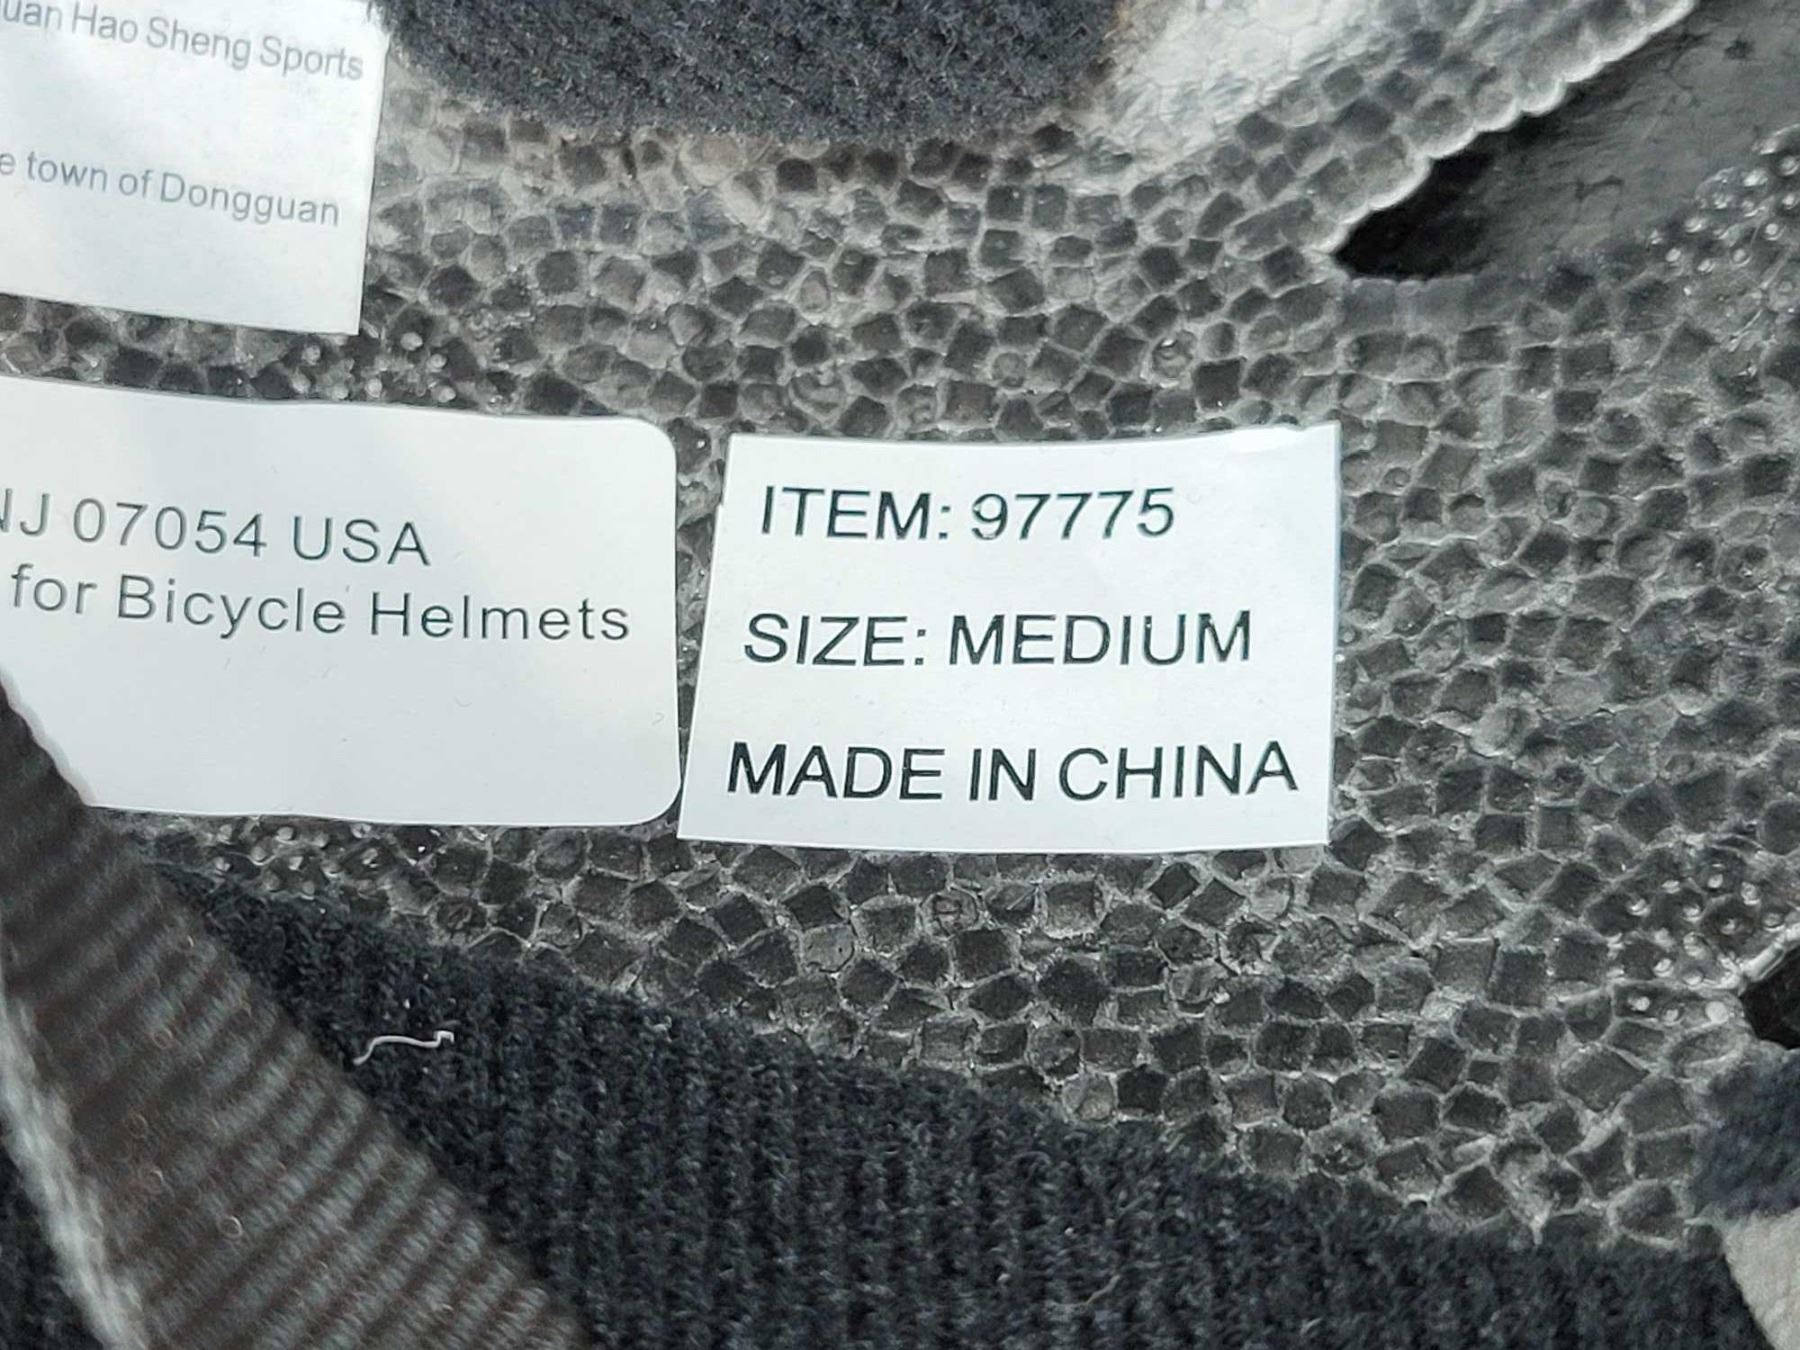 Hao Sheng Sports
town of Dongguan
NJ 07054 USA
for Bicycle Helmets
ITEM: 97775
SIZE: MEDIUM
MADE IN CHINA